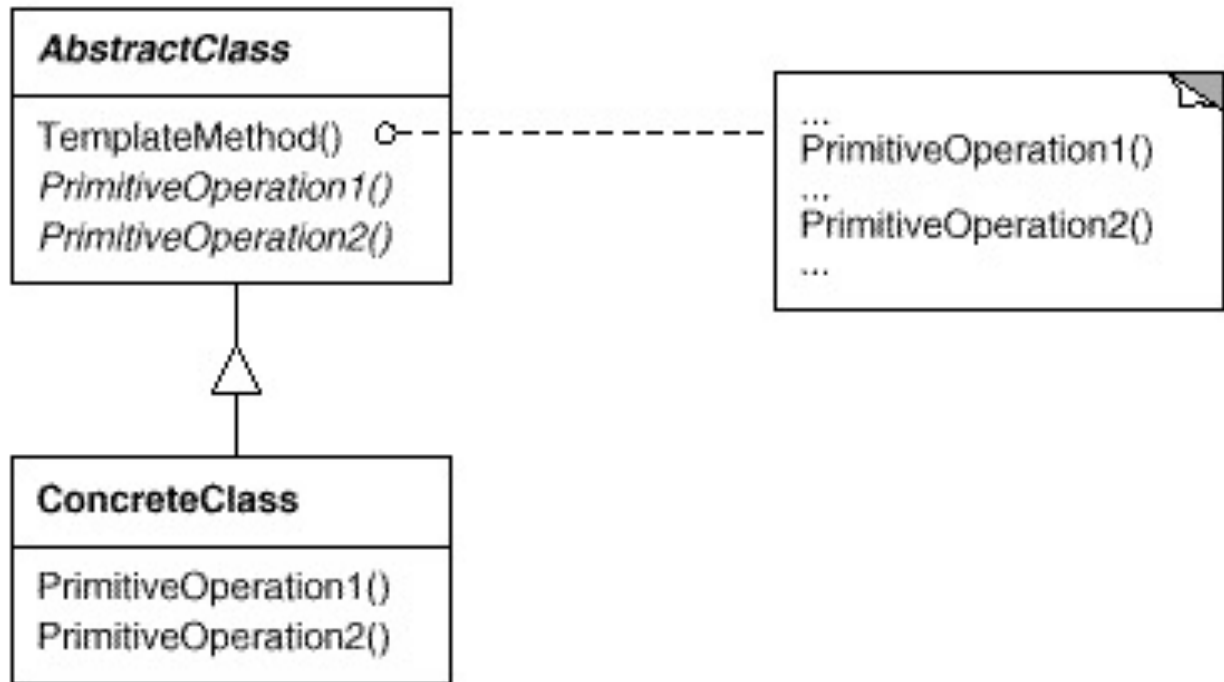 AbstractClass
TemplateMethod()
PrimitiveOperation1()
PrimitiveOperation2()
...
PrimitiveOperation1()
...
PrimitiveOperation2()
...
ConcreteClass
PrimitiveOperation1()
PrimitiveOperation2()